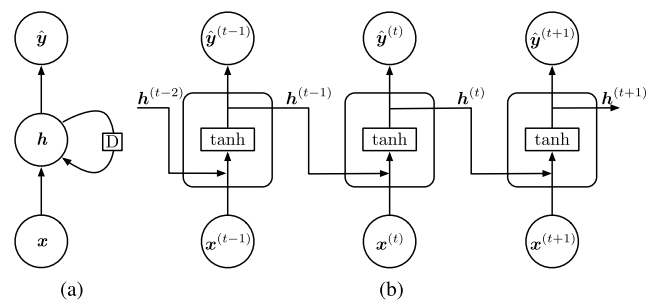 ŷ ŷ^(t−1) ŷ^(t) ŷ^(t+1)
h^(t−2) h^(t−1) h^(t) h^(t+1)
h D tanh tanh tanh
x x^(t−1) x^(t) x^(t+1)
(a) (b)